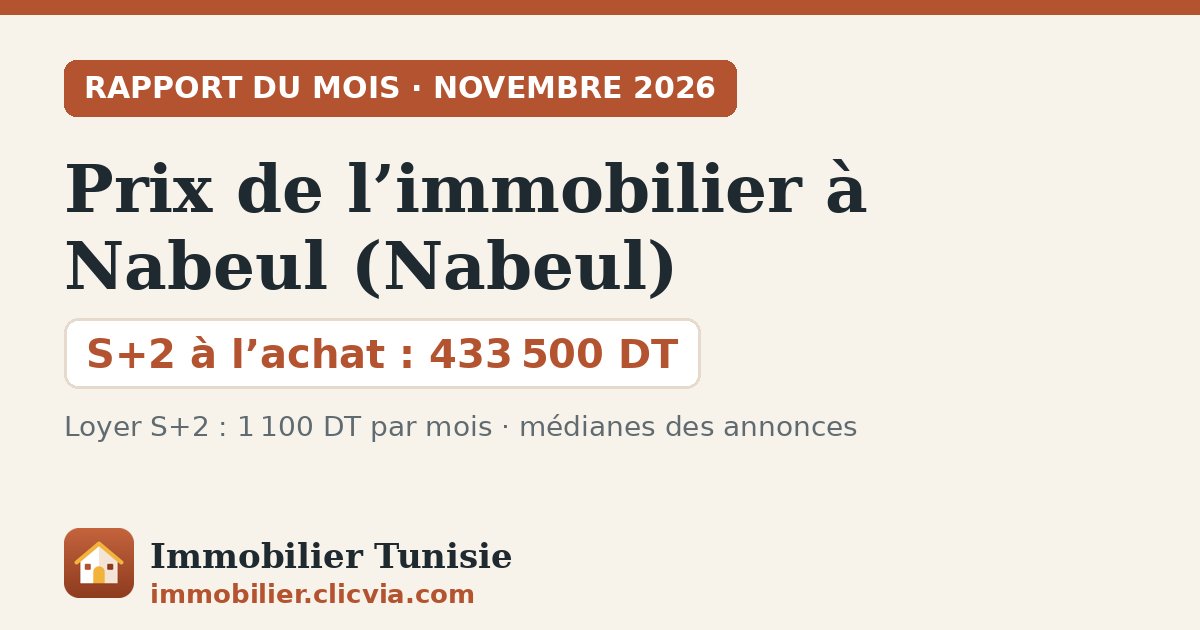 RAPPORT DU MOIS · NOVEMBRE 2026
Prix de l’immobilier à
Nabeul (Nabeul)
S+2 à l’achat : 433 500 DT
Loyer S+2 : 1 100 DT par mois · médianes des annonces
Immobilier Tunisie
immobilier.clicvia.com